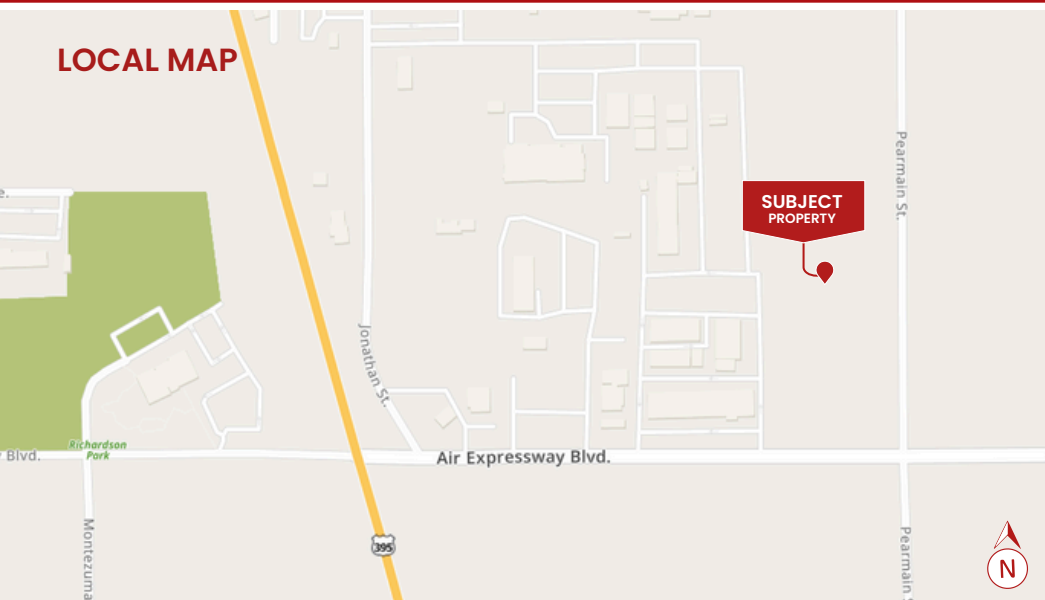 LOCAL MAP
Pearmain St.
e.
SUBJECT
PROPERTY
Jonathan St.
Richardson
Park
Blvd.
Air Expressway Blvd.
395
Montezuma
Pearmain
N